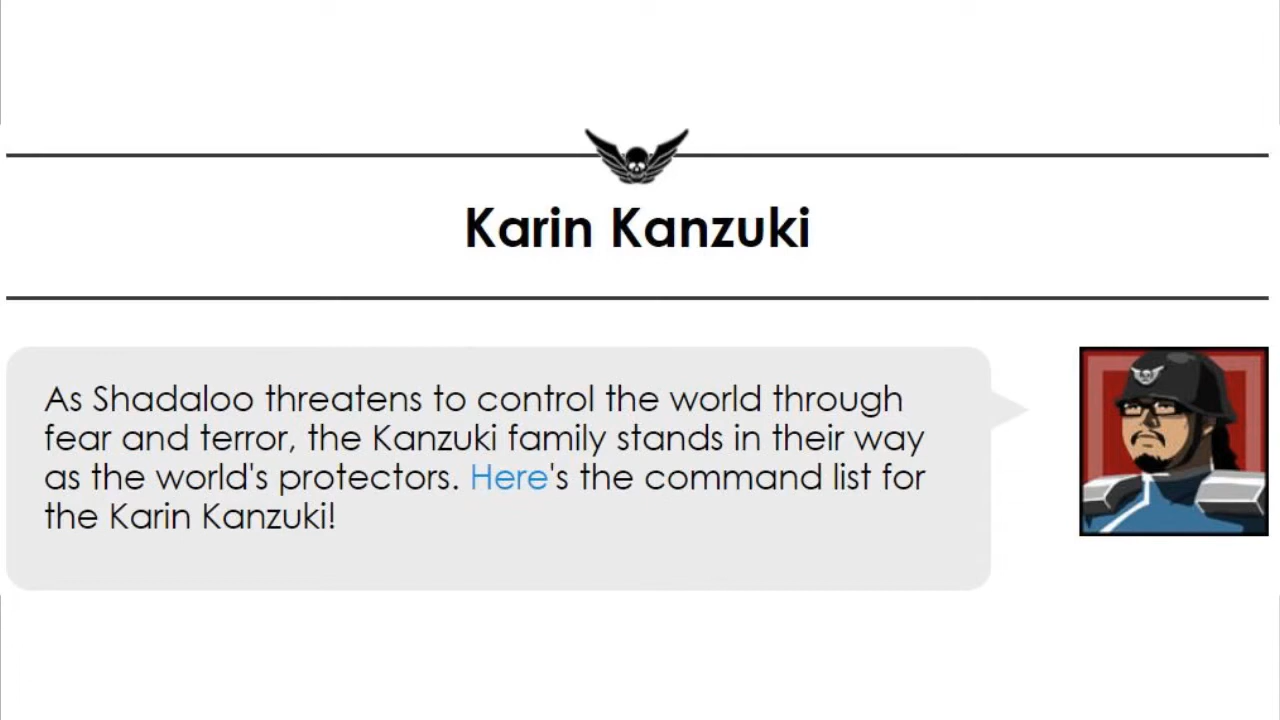 Karin Kanzuki
As Shadaloo threatens to control the world through
fear and terror, the Kanzuki family stands in their way
as the world's protectors. Here's the command list for
the Karin Kanzuki!